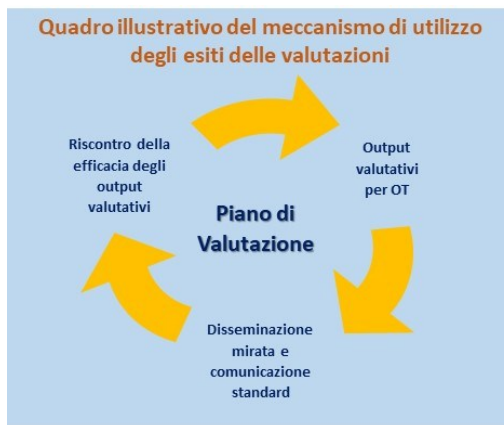 Quadro illustrativo del meccanismo di utilizzo
degli esiti delle valutazioni
Riscontro della
efficacia degli
output
valutativi
Output
valutativi
per OT
Piano di
Valutazione
Disseminazione
mirata e
comunicazione
standard